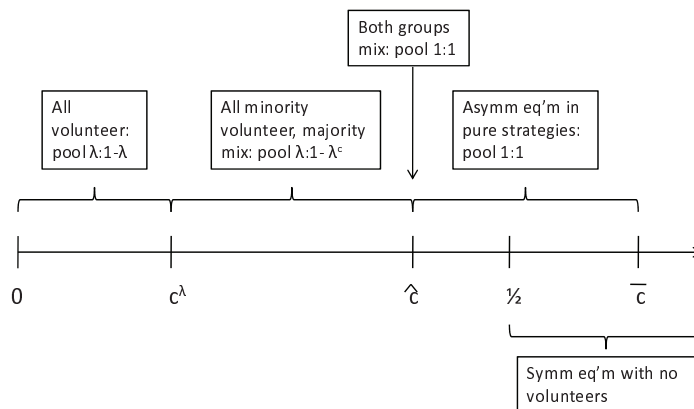 Both groups
mix: pool 1:1
All
volunteer:
pool λ:1-λ
All minority
volunteer, majority
mix: pool λ:1- λᶜ
Asymm eq’m in
pure strategies:
pool 1:1
0
c^λ
ĉ
½
c̅
Symm eq’m with no
volunteers